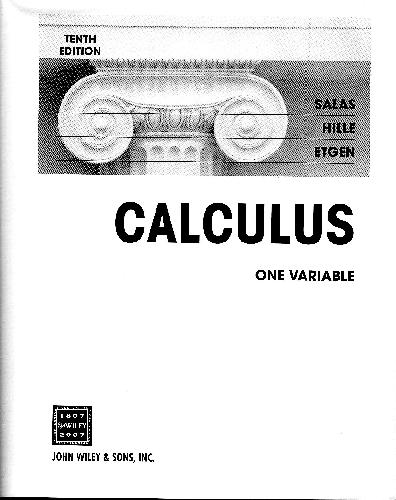 TENTH
EDITION
SALAS
HILLE
ETGEN
CALCULUS
ONE VARIABLE
1807
WILEY
2007
JOHN WILEY & SONS, INC.